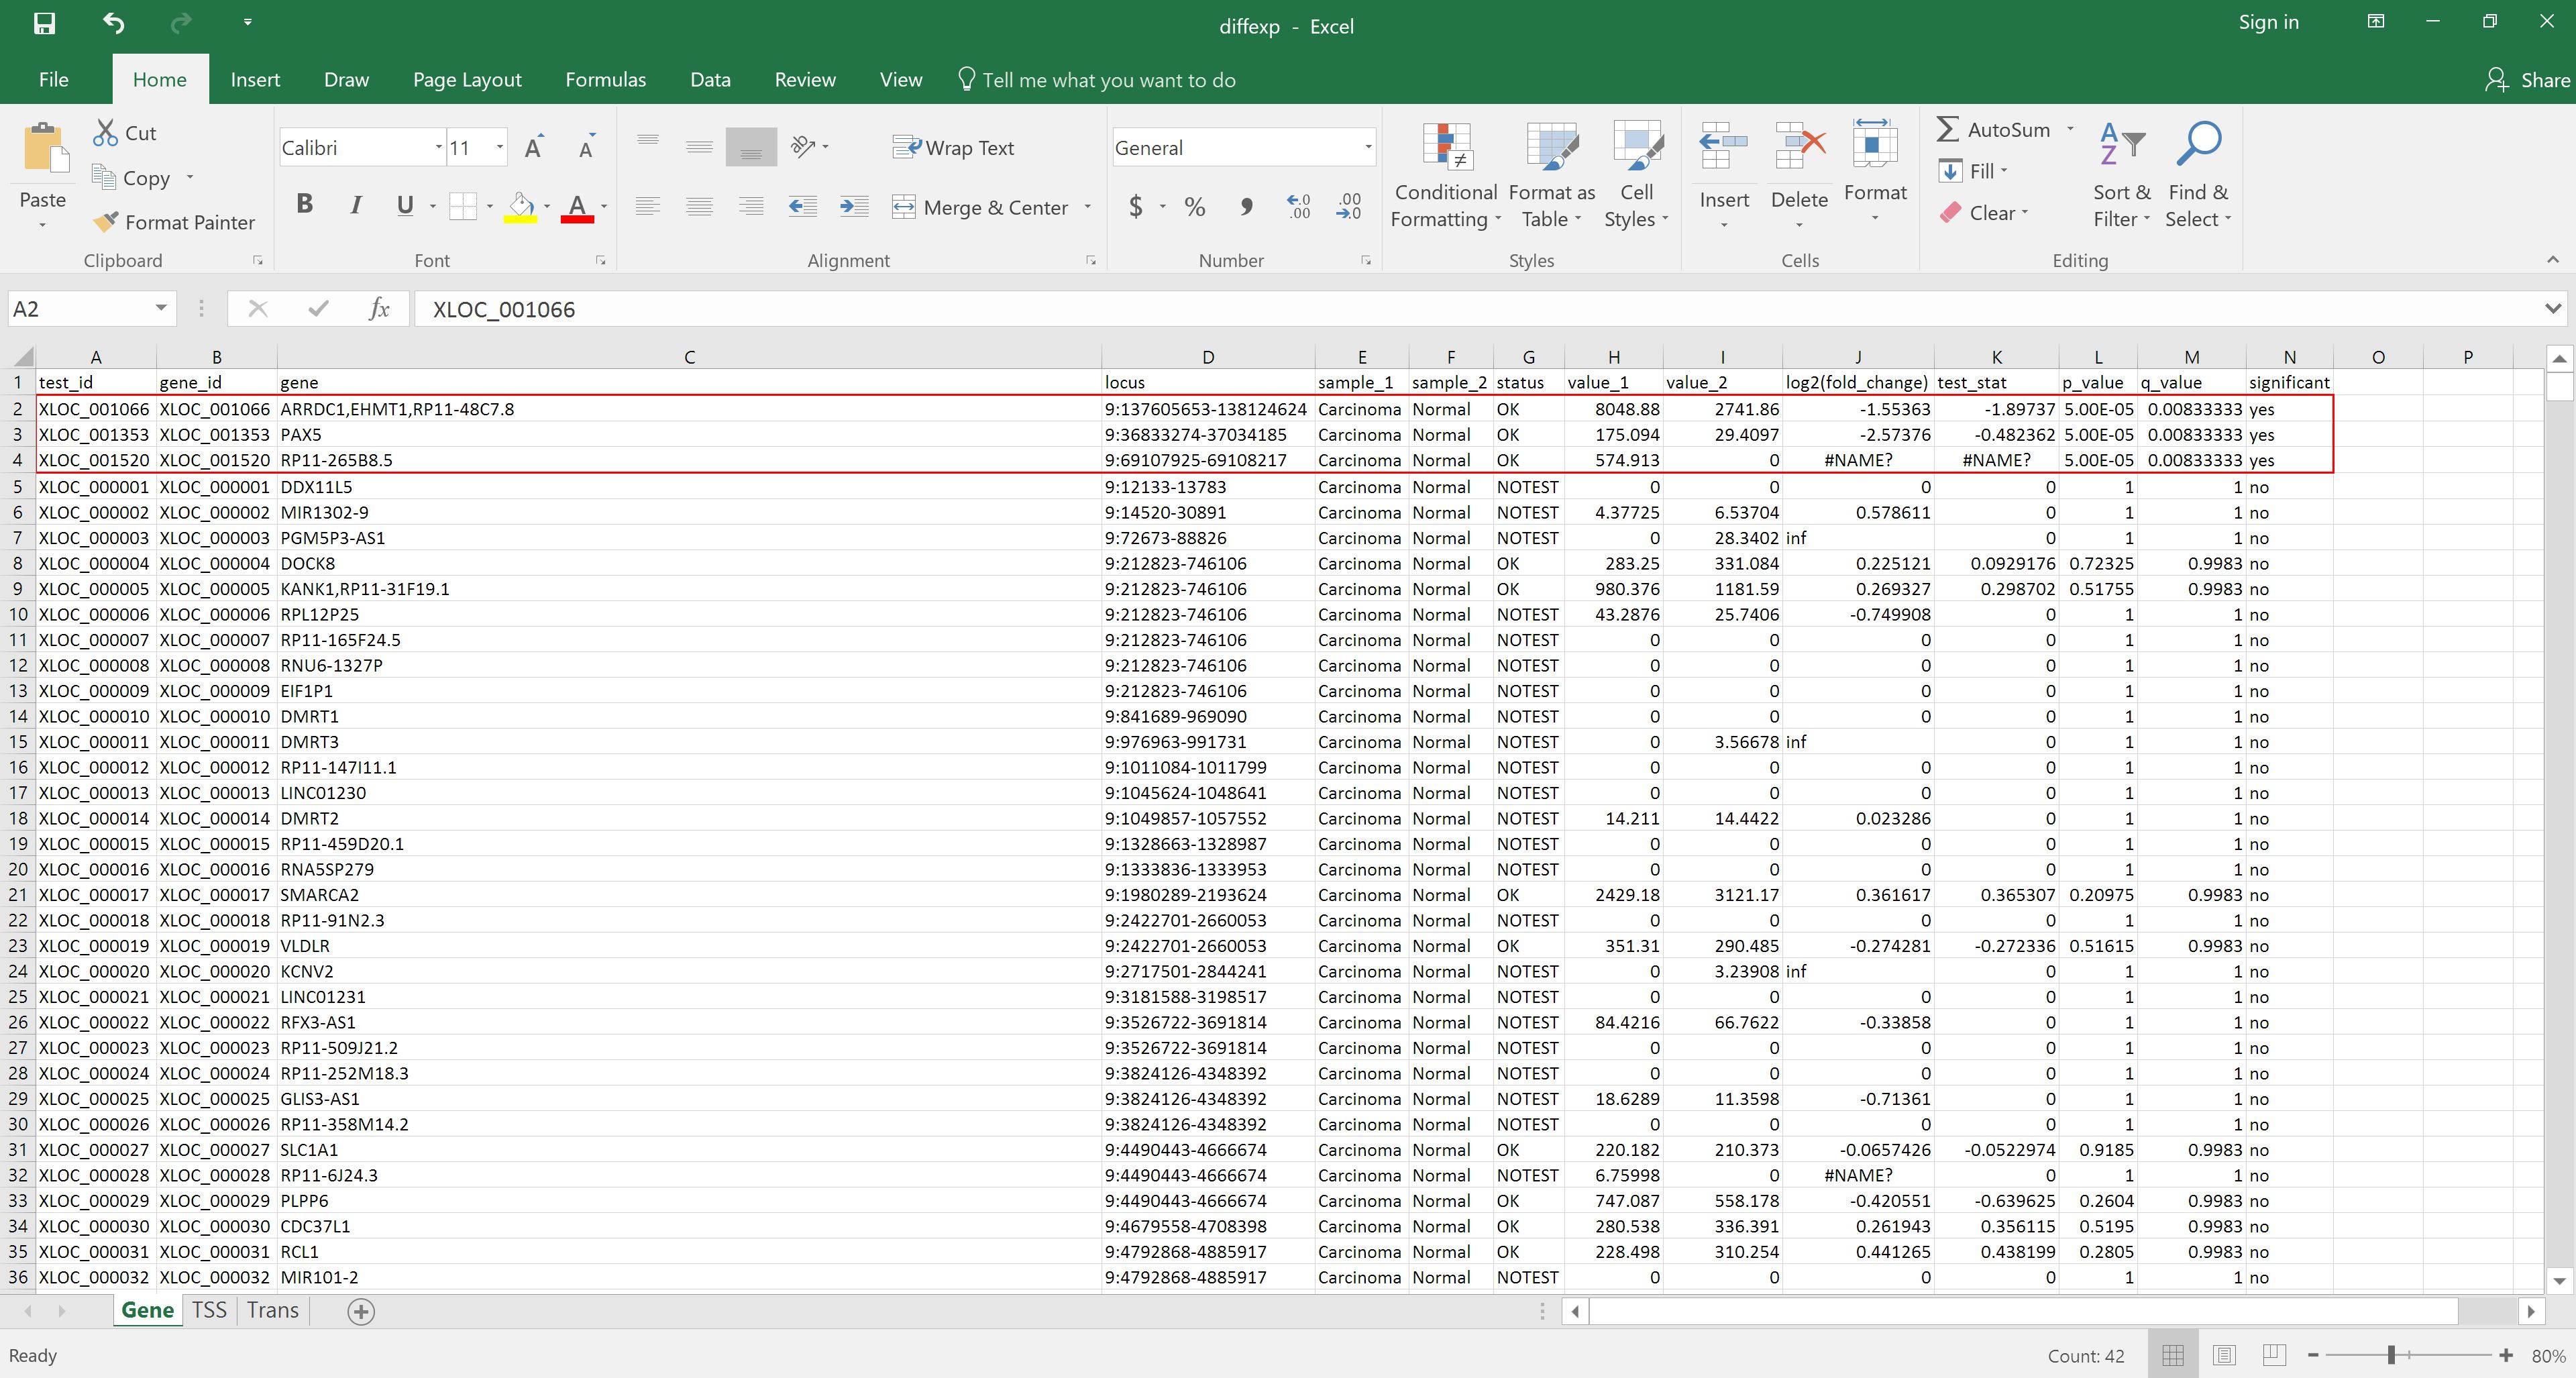 diffexp - Excel
Sign in
File Home Insert Draw Page Layout Formulas Data Review View Tell me what you want to do Share
Paste Cut Copy Format Painter Clipboard
Calibri 11 A A B I U A Font
Wrap Text Merge & Center Alignment
General $ % , Number
Conditional Formatting Format as Table Cell Styles Styles
Insert Delete Format Cells
AutoSum Fill Clear Sort & Filter Find & Select Editing
A2 fx XLOC_001066
A B C D E F G H I J K L M N O P
1 test_id gene_id gene locus sample_1 sample_2 status value_1 value_2 log2(fold_change) test_stat p_value q_value significant
2 XLOC_001066 XLOC_001066 ARRDC1,EHMT1,RP11-48C7.8 9:137605653-138124624 Carcinoma Normal OK 8048.88 2741.86 -1.55363 -1.89737 5.00E-05 0.00833333 yes
3 XLOC_001353 XLOC_001353 PAX5 9:36833274-37034185 Carcinoma Normal OK 175.094 29.4097 -2.57376 -0.482362 5.00E-05 0.00833333 yes
4 XLOC_001520 XLOC_001520 RP11-265B8.5 9:69107925-69108217 Carcinoma Normal OK 574.913 0 #NAME? #NAME? 5.00E-05 0.00833333 yes
5 XLOC_000001 XLOC_000001 DDX11L5 9:12133-13783 Carcinoma Normal NOTEST 0 0 0 0 1 1 no
6 XLOC_000002 XLOC_000002 MIR1302-9 9:14520-30891 Carcinoma Normal NOTEST 4.37725 6.53704 0.578611 0 1 1 no
7 XLOC_000003 XLOC_000003 PGM5P3-AS1 9:72673-88826 Carcinoma Normal NOTEST 0 28.3402 inf 0 1 1 no
8 XLOC_000004 XLOC_000004 DOCK8 9:212823-746106 Carcinoma Normal OK 283.25 331.084 0.225121 0.0929176 0.72325 0.9983 no
9 XLOC_000005 XLOC_000005 KANK1,RP11-31F19.1 9:212823-746106 Carcinoma Normal OK 980.376 1181.59 0.269327 0.298702 0.51755 0.9983 no
10 XLOC_000006 XLOC_000006 RPL12P25 9:212823-746106 Carcinoma Normal NOTEST 43.2876 25.7406 -0.749908 0 1 1 no
11 XLOC_000007 XLOC_000007 RP11-165F24.5 9:212823-746106 Carcinoma Normal NOTEST 0 0 0 0 1 1 no
12 XLOC_000008 XLOC_000008 RNU6-1327P 9:212823-746106 Carcinoma Normal NOTEST 0 0 0 0 1 1 no
13 XLOC_000009 XLOC_000009 EIF1P1 9:212823-746106 Carcinoma Normal NOTEST 0 0 0 0 1 1 no
14 XLOC_000010 XLOC_000010 DMRT1 9:841689-969090 Carcinoma Normal NOTEST 0 0 0 0 1 1 no
15 XLOC_000011 XLOC_000011 DMRT3 9:976963-991731 Carcinoma Normal NOTEST 0 3.56678 inf 0 1 1 no
16 XLOC_000012 XLOC_000012 RP11-147I11.1 9:1011084-1011799 Carcinoma Normal NOTEST 0 0 0 0 1 1 no
17 XLOC_000013 XLOC_000013 LINC01230 9:1045624-1048641 Carcinoma Normal NOTEST 0 0 0 0 1 1 no
18 XLOC_000014 XLOC_000014 DMRT2 9:1049857-1057552 Carcinoma Normal NOTEST 14.211 14.4422 0.023286 0 1 1 no
19 XLOC_000015 XLOC_000015 RP11-459D20.1 9:1328663-1328987 Carcinoma Normal NOTEST 0 0 0 0 1 1 no
20 XLOC_000016 XLOC_000016 RNA5SP279 9:1333836-1333953 Carcinoma Normal NOTEST 0 0 0 0 1 1 no
21 XLOC_000017 XLOC_000017 SMARCA2 9:1980289-2193624 Carcinoma Normal OK 2429.18 3121.17 0.361617 0.365307 0.20975 0.9983 no
22 XLOC_000018 XLOC_000018 RP11-91N2.3 9:2422701-2660053 Carcinoma Normal NOTEST 0 0 0 0 1 1 no
23 XLOC_000019 XLOC_000019 VLDLR 9:2422701-2660053 Carcinoma Normal OK 351.31 290.485 -0.274281 -0.272336 0.51615 0.9983 no
24 XLOC_000020 XLOC_000020 KCNV2 9:2717501-2844241 Carcinoma Normal NOTEST 0 3.23908 inf 0 1 1 no
25 XLOC_000021 XLOC_000021 LINC01231 9:3181588-3198517 Carcinoma Normal NOTEST 0 0 0 0 1 1 no
26 XLOC_000022 XLOC_000022 RFX3-AS1 9:3526722-3691814 Carcinoma Normal NOTEST 84.4216 66.7622 -0.33858 0 1 1 no
27 XLOC_000023 XLOC_000023 RP11-509J21.2 9:3526722-3691814 Carcinoma Normal NOTEST 0 0 0 0 1 1 no
28 XLOC_000024 XLOC_000024 RP11-252M18.3 9:3824126-4348392 Carcinoma Normal NOTEST 0 0 0 0 1 1 no
29 XLOC_000025 XLOC_000025 GLIS3-AS1 9:3824126-4348392 Carcinoma Normal NOTEST 18.6289 11.3598 -0.71361 0 1 1 no
30 XLOC_000026 XLOC_000026 RP11-358M14.2 9:3824126-4348392 Carcinoma Normal NOTEST 0 0 0 0 1 1 no
31 XLOC_000027 XLOC_000027 SLC1A1 9:4490443-4666674 Carcinoma Normal OK 220.182 210.373 -0.0657426 -0.0522974 0.9185 0.9983 no
32 XLOC_000028 XLOC_000028 RP11-6J24.3 9:4490443-4666674 Carcinoma Normal NOTEST 6.75998 0 #NAME? 0 1 1 no
33 XLOC_000029 XLOC_000029 PLPP6 9:4490443-4666674 Carcinoma Normal OK 747.087 558.178 -0.420551 -0.639625 0.2604 0.9983 no
34 XLOC_000030 XLOC_000030 CDC37L1 9:4679558-4708398 Carcinoma Normal OK 280.538 336.391 0.261943 0.356115 0.5195 0.9983 no
35 XLOC_000031 XLOC_000031 RCL1 9:4792868-4885917 Carcinoma Normal OK 228.498 310.254 0.441265 0.438199 0.2805 0.9983 no
36 XLOC_000032 XLOC_000032 MIR101-2 9:4792868-4885917 Carcinoma Normal NOTEST 0 0 0 0 1 1 no
Gene TSS Trans
Ready Count: 42 80%